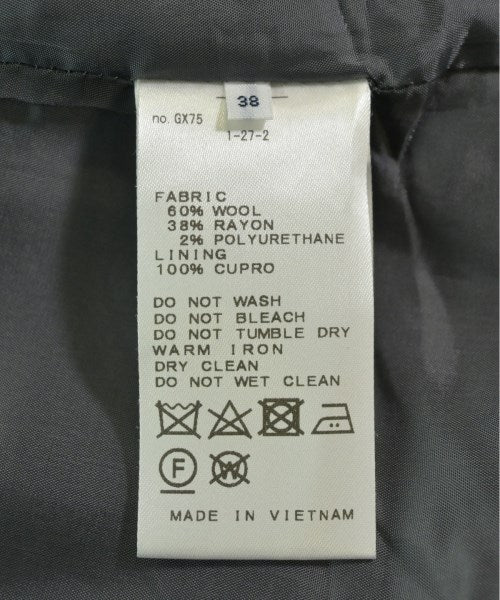 38
no. GX75
1-27-2
FABRIC
60% WOOL
38% RAYON
2% POLYURETHANE
LINING
100% CUPRO
DO NOT WASH
DO NOT BLEACH
DO NOT TUMBLE DRY
WARM IRON
DRY CLEAN
DO NOT WET CLEAN
F W
MADE IN VIETNAM